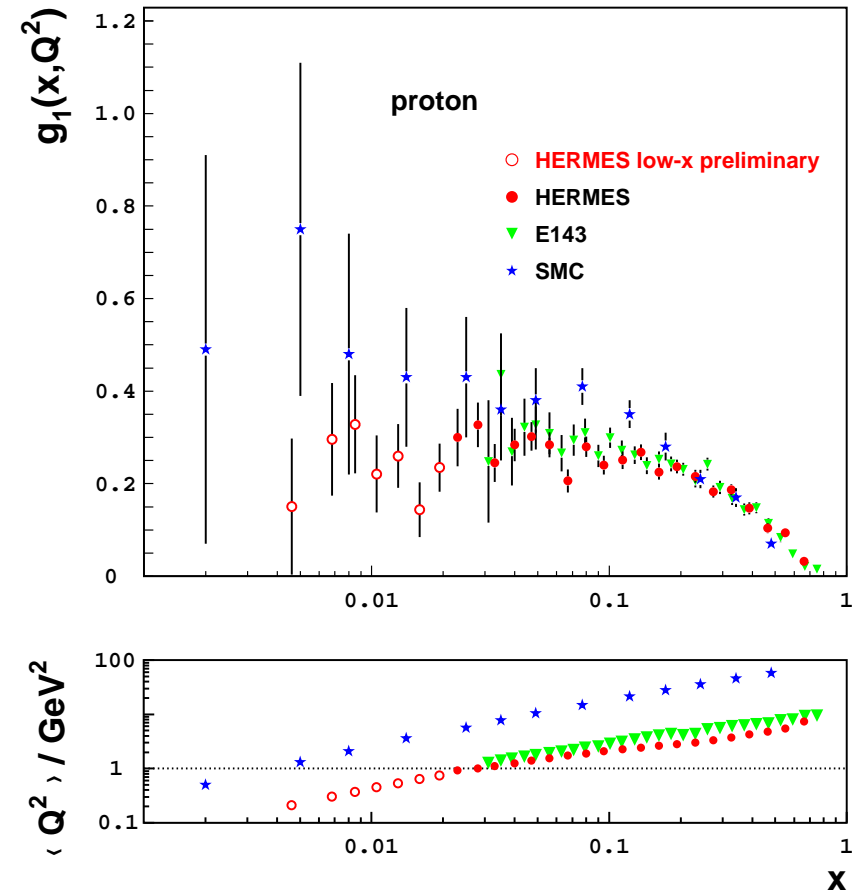 g₁(x,Q²)
1.2
1.0
0.8
0.6
0.4
0.2
0
proton
HERMES low-x preliminary
HERMES
E143
SMC
0.01
0.1
1
⟨ Q² ⟩ / GeV²
100
1
0.1
0.01
0.1
1
x